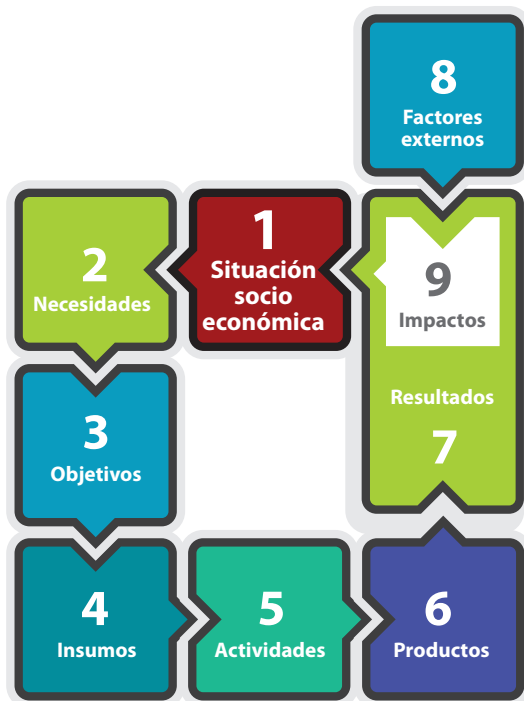 8
Factores
externos
1
Situación
socio
económica
2
Necesidades
9
Impactos
Resultados
7
3
Objetivos
4
Insumos
5
Actividades
6
Productos